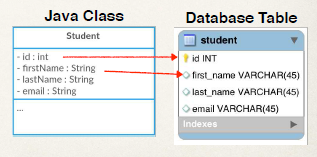 Java Class
Database Table
Student
- id : int
- firstName : String
- lastName : String
- email : String
...
student
id INT
first_name VARCHAR(45)
last_name VARCHAR(45)
email VARCHAR(45)
Indexes